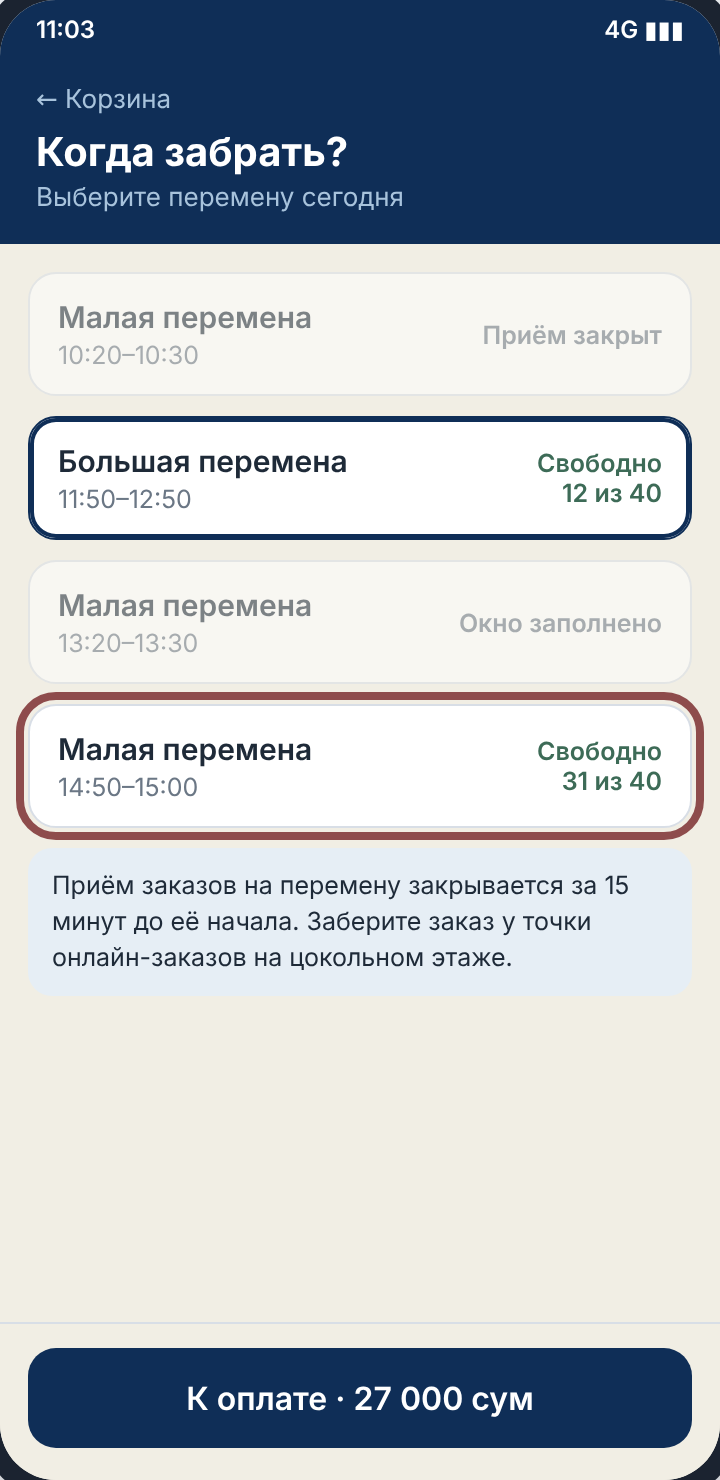 11:03 4G
← Корзина
Когда забрать?
Выберите перемену сегодня
Малая перемена
10:20–10:30
Приём закрыт
Большая перемена
11:50–12:50
Свободно
12 из 40
Малая перемена
13:20–13:30
Окно заполнено
Малая перемена
14:50–15:00
Свободно
31 из 40
Приём заказов на перемену закрывается за 15
минут до её начала. Заберите заказ у точки
онлайн-заказов на цокольном этаже.
К оплате · 27 000 сум